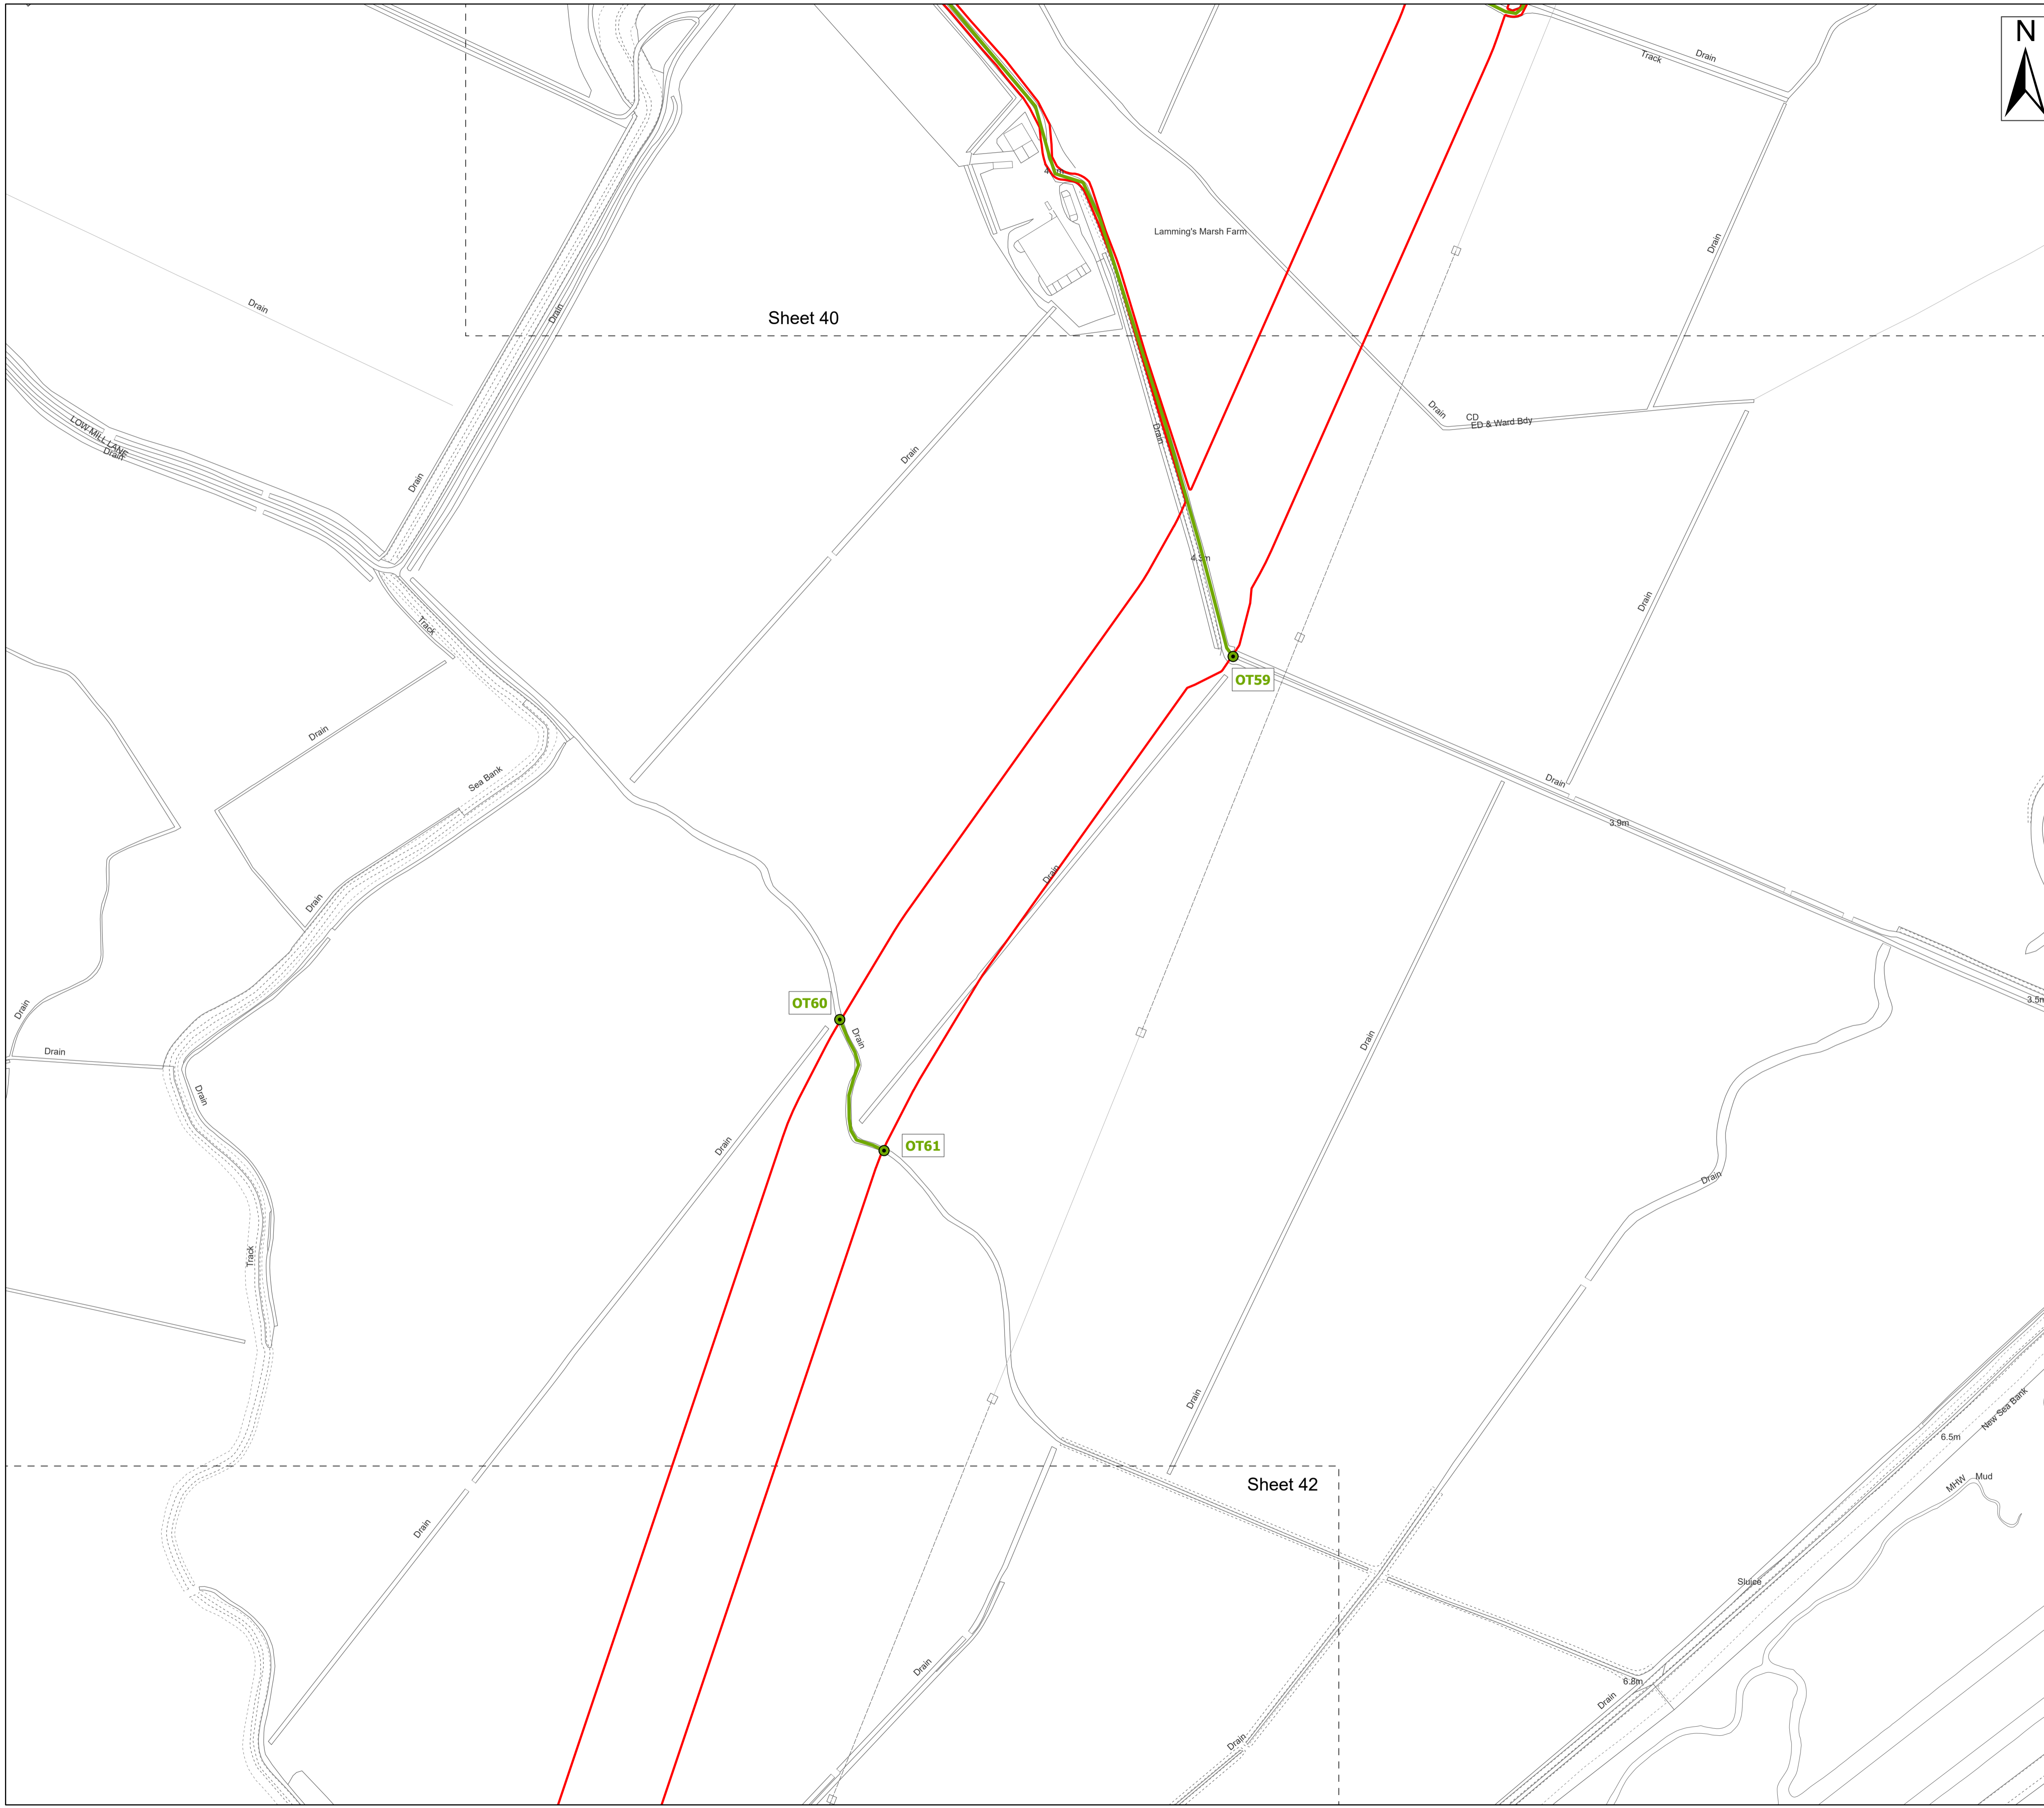 N
Drain
Track
Drain
Lamming's Marsh Farm
Drain
Drain
Sheet 40
Drain
LOW MILL LANE
Drain
Drain
Drain
Drain
Drain
CD
ED & Ward Bdy
Drain
Track
OT59
Drain
Sea Bank
Drain
3.9m
Drain
Drain
OT60
Drain
3.5m
Drain
Drain
Drain
Drain
OT61
Drain
Drain
Track
Drain
New Sea Bank
6.5m
MHW
Mud
Sheet 42
Drain
Sluice
Drain
6.8m
Drain
Drain